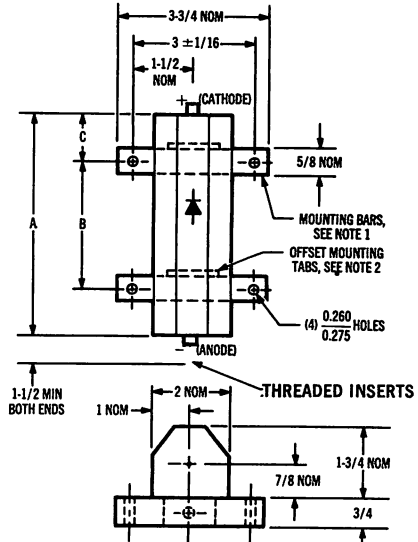 3-3/4 NOM
3 ±1/16
1-1/2
NOM
+ (CATHODE)
C
5/8 NOM
A
B
MOUNTING BARS,
SEE NOTE 1
OFFSET MOUNTING
TABS, SEE NOTE 2
(4) 0.260
0.275 HOLES
- (ANODE)
1-1/2 MIN
BOTH ENDS
THREADED INSERTS
2 NOM
1 NOM
1-3/4 NOM
7/8 NOM
3/4